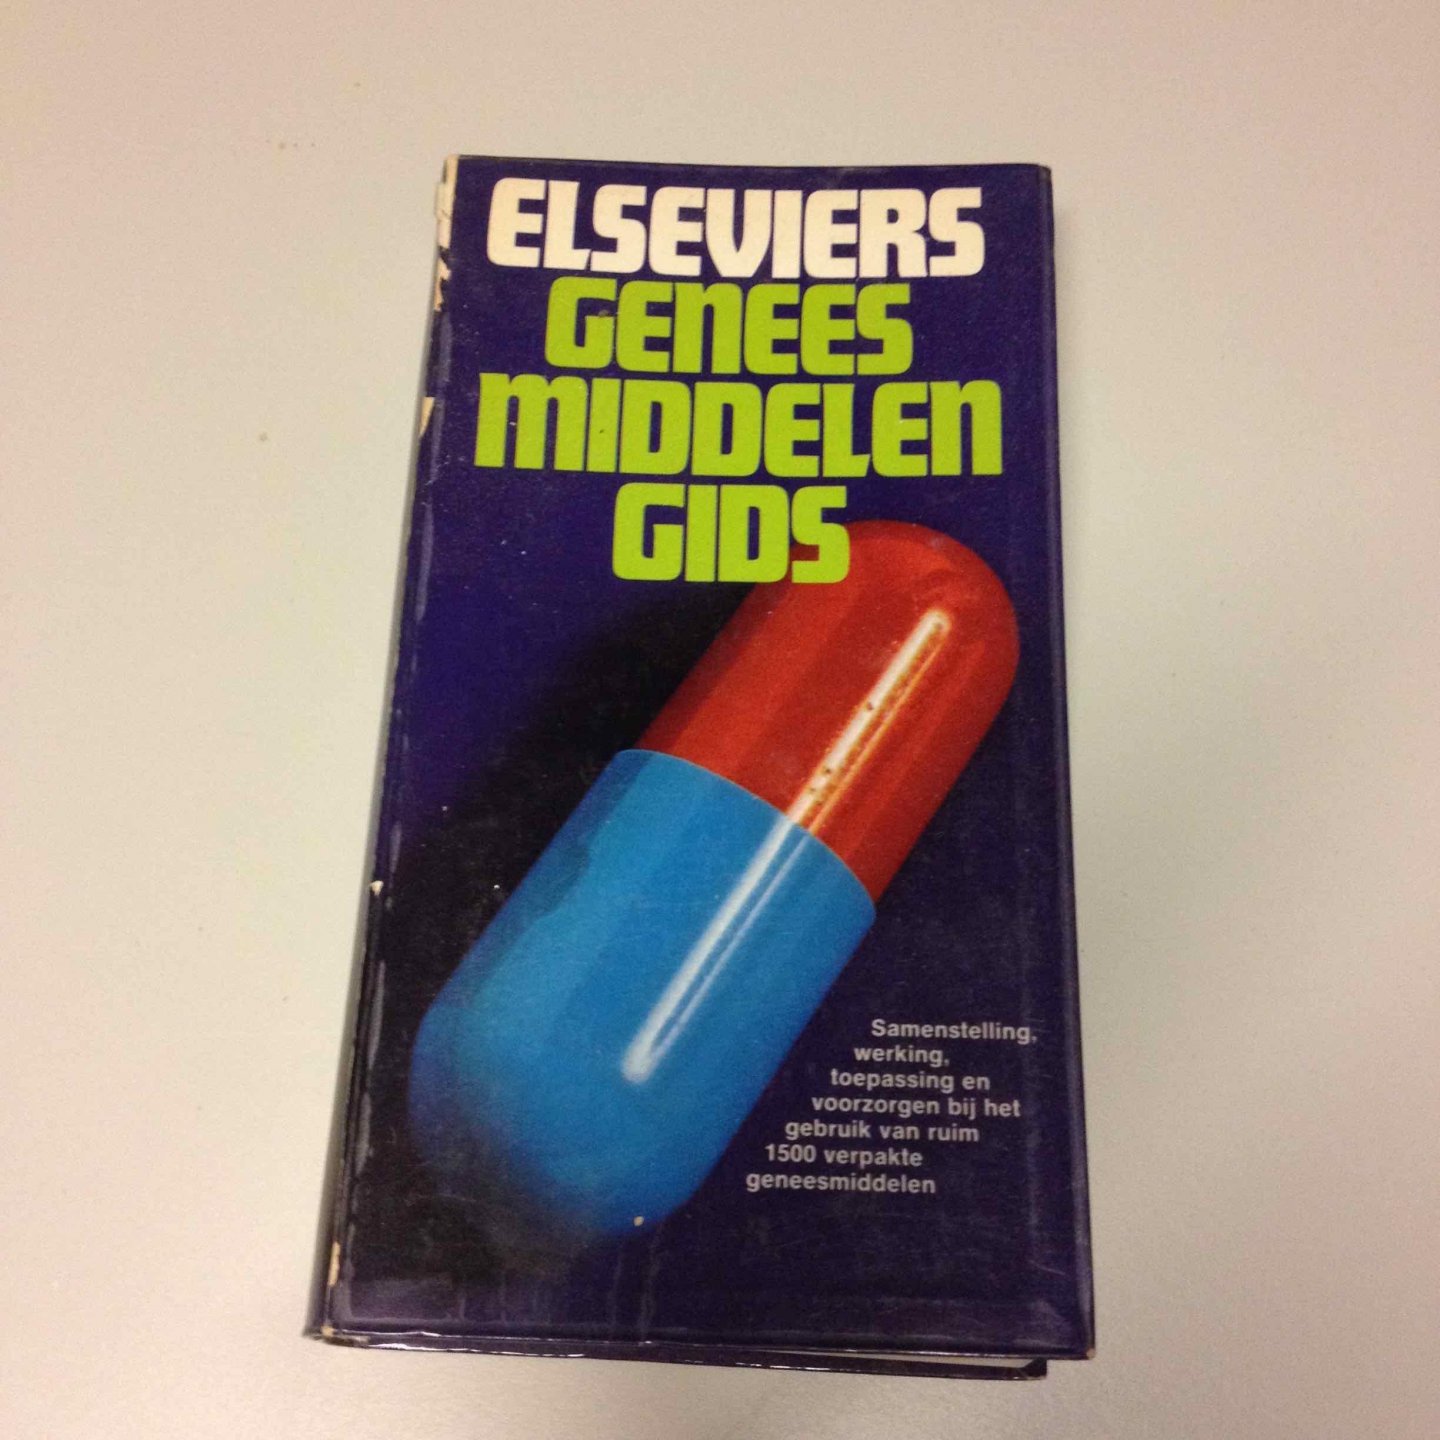 ELSEVIERS
GENEES
MIDDELEN
GIDS
Samenstelling,
werking,
toepassing en
voorzorgen bij het
gebruik van ruim
1500 verpakte
geneesmiddelen